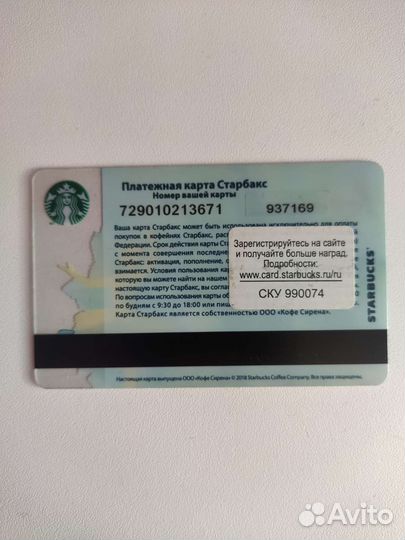 Платежная карта Старбакс
Номер вашей карты
729010213671 937169
Ваша карта Старбакс может быть использована исключительно для оплаты
покупок в кофейнях Старбакс, рас
Федерации. Срок действия карты Ст
с момента совершения последне
Старбакс: активация, пополнение,
взимается. Условия пользования кар
которую вы можете найти на нашем
настоящую карту Старбакс, вы соглас
По вопросам использования карты о
по будням с 9:30 до 18:00 или пиши
Карта Старбакс является собственностью ООО «Кофе Сирена».
Зарегистрируйтесь на сайте
и получайте больше наград.
Подробности:
www.card.starbucks.ru/ru
СКУ 990074
STARBUCKS
Настоящая карта выпущена ООО «Кофе Сирена» © 2018 Starbucks Coffee Company. Все права защищены.
Avito